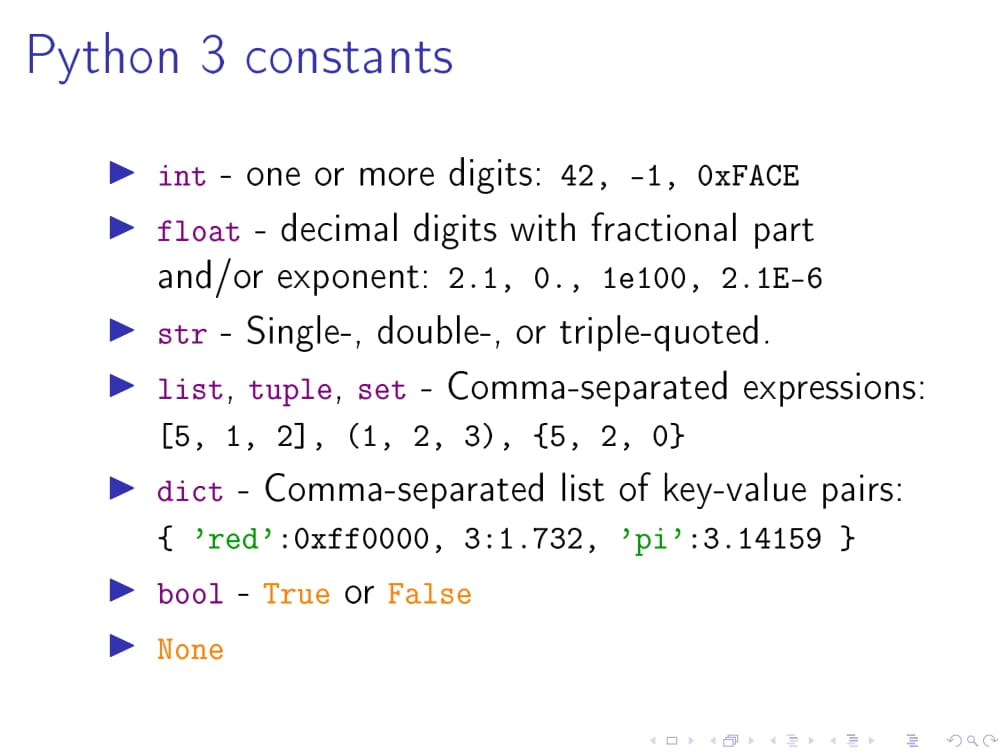 Python 3 constants
▶ int - one or more digits: 42, -1, 0xFACE
▶ float - decimal digits with fractional part
and/or exponent: 2.1, 0., 1e100, 2.1E-6
▶ str - Single-, double-, or triple-quoted.
▶ list, tuple, set - Comma-separated expressions:
[5, 1, 2], (1, 2, 3), {5, 2, 0}
▶ dict - Comma-separated list of key-value pairs:
{ ’red’:0xff0000, 3:1.732, ’pi’:3.14159 }
▶ bool - True or False
▶ None